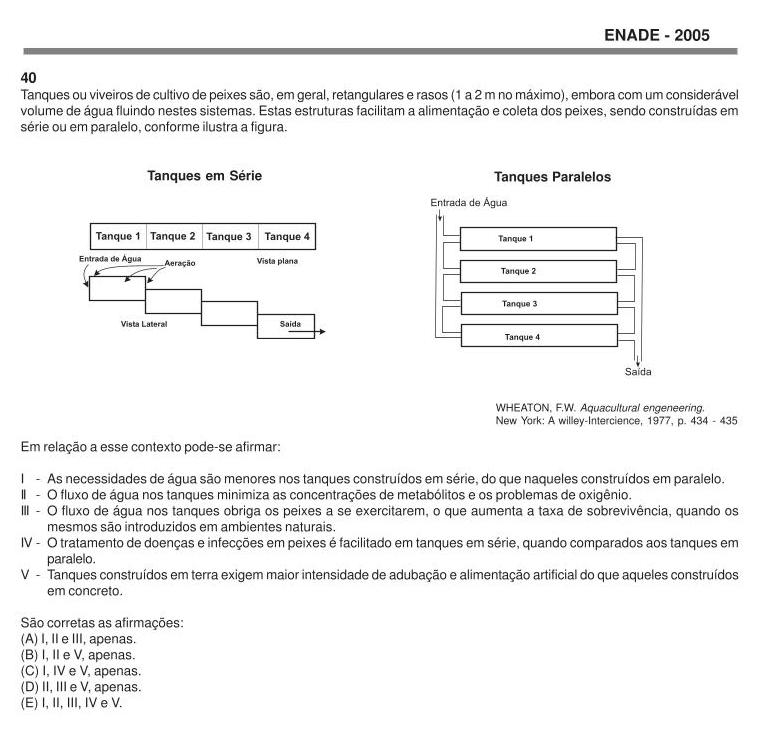 ENADE - 2005
40
Tanques ou viveiros de cultivo de peixes são, em geral, retangulares e rasos (1 a 2 m no máximo), embora com um considerável
volume de água fluindo nestes sistemas. Estas estruturas facilitam a alimentação e coleta dos peixes, sendo construídas em
série ou em paralelo, conforme ilustra a figura.
Tanques em Série
Tanque 1 Tanque 2 Tanque 3 Tanque 4
Entrada de Água
Aeração
Vista plana
Vista Lateral
Saída
Tanques Paralelos
Entrada de Água
Tanque 1
Tanque 2
Tanque 3
Tanque 4
Saída
WHEATON, F.W. Aquacultural engeneering.
New York: A willey-Intercience, 1977, p. 434 - 435
Em relação a esse contexto pode-se afirmar:
I - As necessidades de água são menores nos tanques construídos em série, do que naqueles construídos em paralelo.
II - O fluxo de água nos tanques minimiza as concentrações de metabólitos e os problemas de oxigênio.
III - O fluxo de água nos tanques obriga os peixes a se exercitarem, o que aumenta a taxa de sobrevivência, quando os
mesmos são introduzidos em ambientes naturais.
IV - O tratamento de doenças e infecções em peixes é facilitado em tanques em série, quando comparados aos tanques em
paralelo.
V - Tanques construídos em terra exigem maior intensidade de adubação e alimentação artificial do que aqueles construídos
em concreto.
São corretas as afirmações:
(A) I, II e III, apenas.
(B) I, II e V, apenas.
(C) I, IV e V, apenas.
(D) II, III e V, apenas.
(E) I, II, III, IV e V.